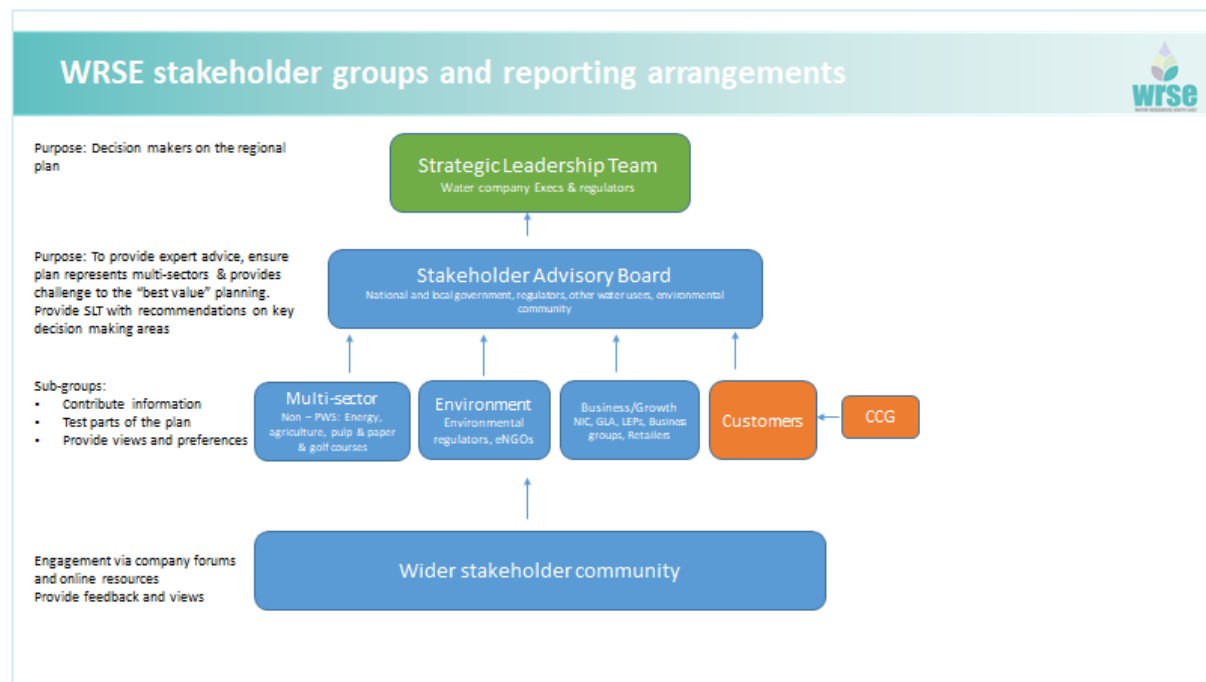 WRSE stakeholder groups and reporting arrangements
wrse
WATER RESOURCES SOUTH EAST
Purpose: Decision makers on the regional
plan
Strategic Leadership Team
Water company Execs & regulators
Purpose: To provide expert advice, ensure
plan represents multi-sectors & provides
challenge to the “best value” planning.
Provide SLT with recommendations on key
decision making areas
Stakeholder Advisory Board
National and local government, regulators, other water users, environmental
community
Sub-groups:
• Contribute information
• Test parts of the plan
• Provide views and preferences
Multi-sector
Non – PWS: Energy,
agriculture, pulp & paper
& golf courses
Environment
Environmental
regulators, eNGOs
Business/Growth
NIC, GLA, LEPs, Business
groups, Retailers
Customers
CCG
Engagement via company forums
and online resources
Provide feedback and views
Wider stakeholder community